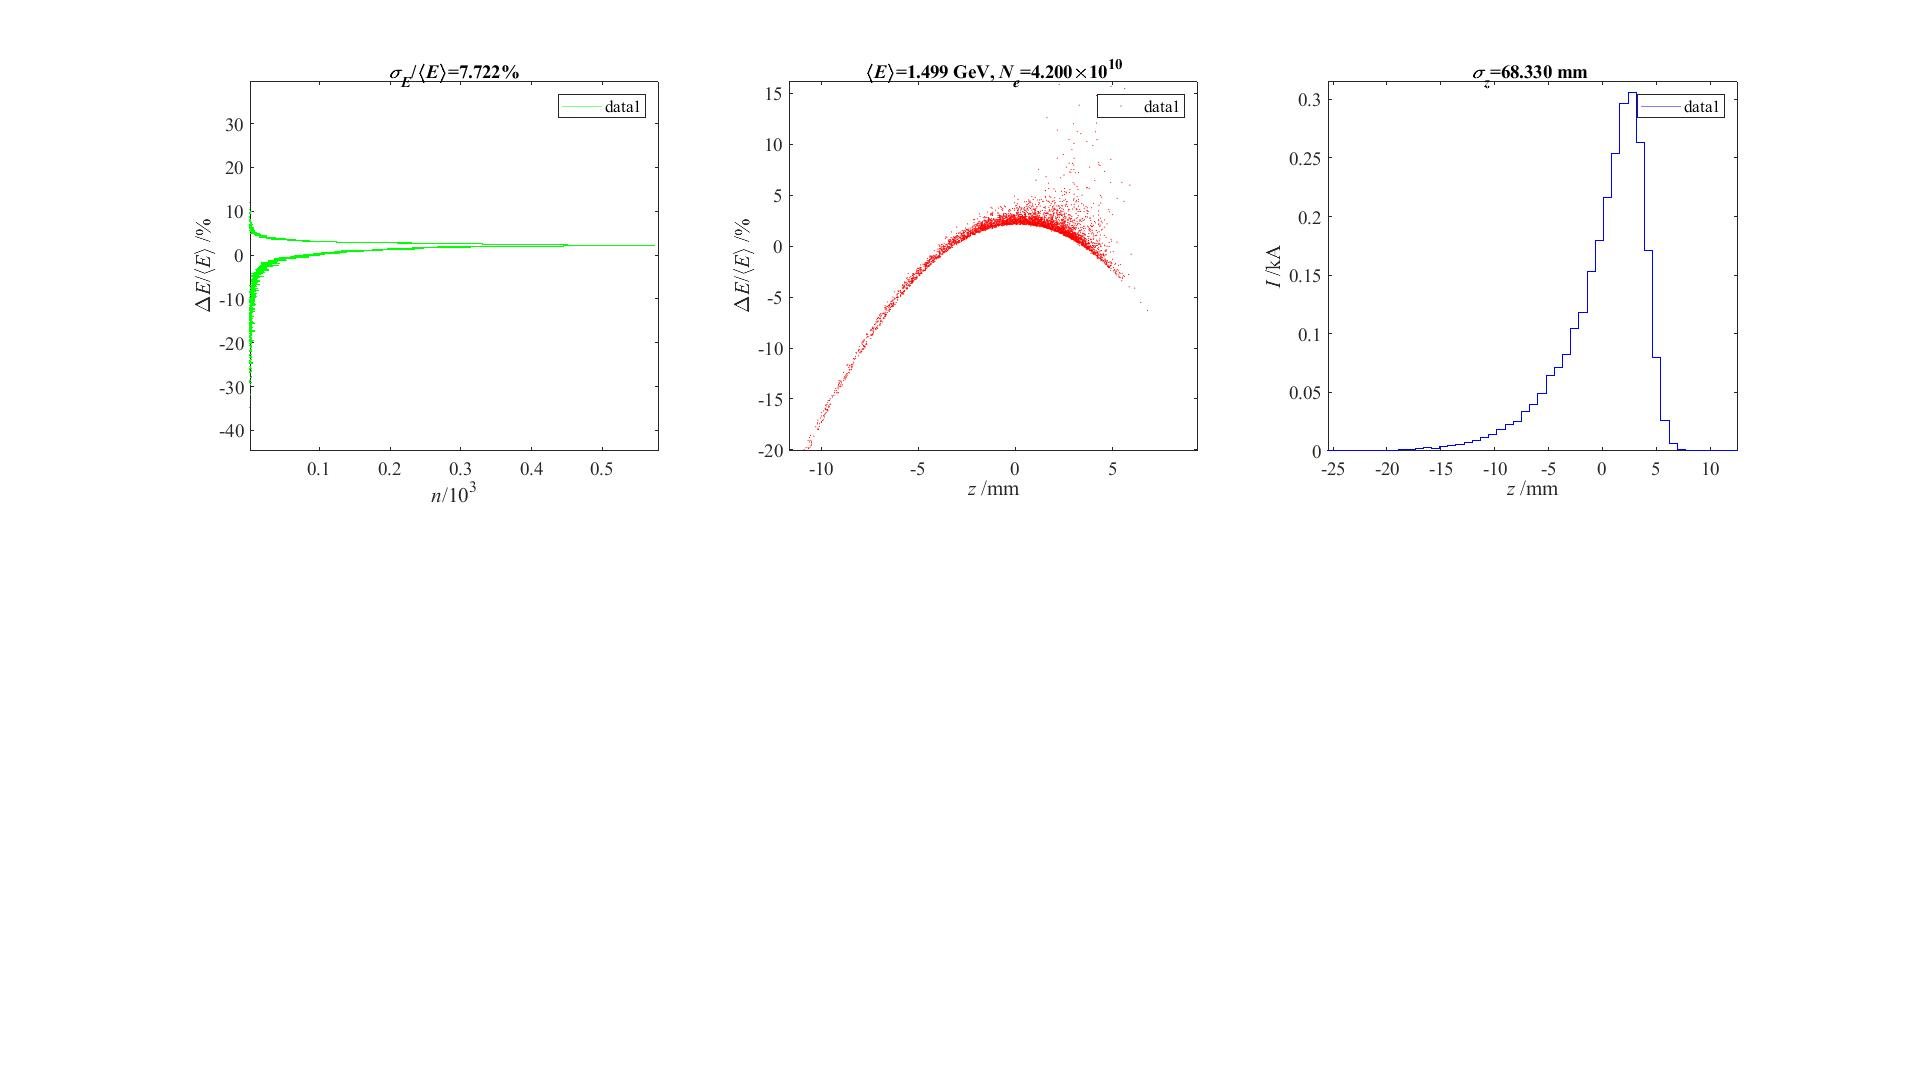 σ_E/⟨E⟩=7.722%
data1
30
20
10
0
-10
-20
-30
-40
ΔE/⟨E⟩ /%
0.1 0.2 0.3 0.4 0.5
n/10^3
⟨E⟩=1.499 GeV, N_e=4.200×10^10
data1
15
10
5
0
-5
-10
-15
-20
ΔE/⟨E⟩ /%
-10 -5 0 5
z /mm
σ_z=68.330 mm
data1
0.3
0.25
0.2
0.15
0.1
0.05
0
I /kA
-25 -20 -15 -10 -5 0 5 10
z /mm